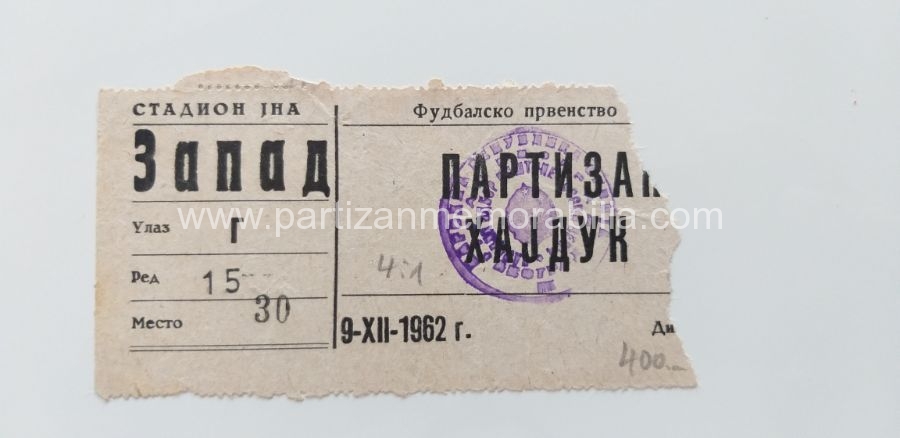 СТАДИОН ЈНА
Запад
Улаз Г
Ред 15
Место 30
Фудбалско првенство
ПАРТИЗАН
ХАЈДУК
4:1
9-XII-1962 г.
Ди
400.-
www.partizanmemorabilia.com